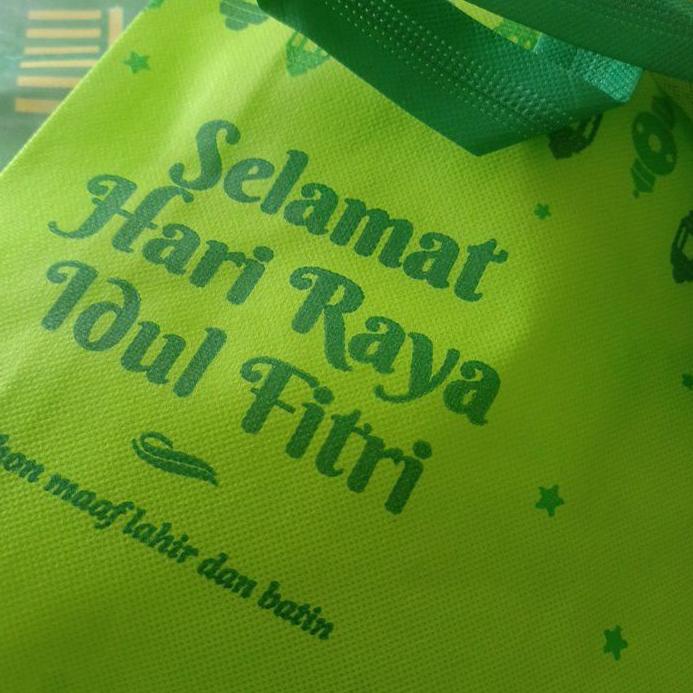 Selamat
Hari Raya
Idul Fitri
maaf lahir dan batin